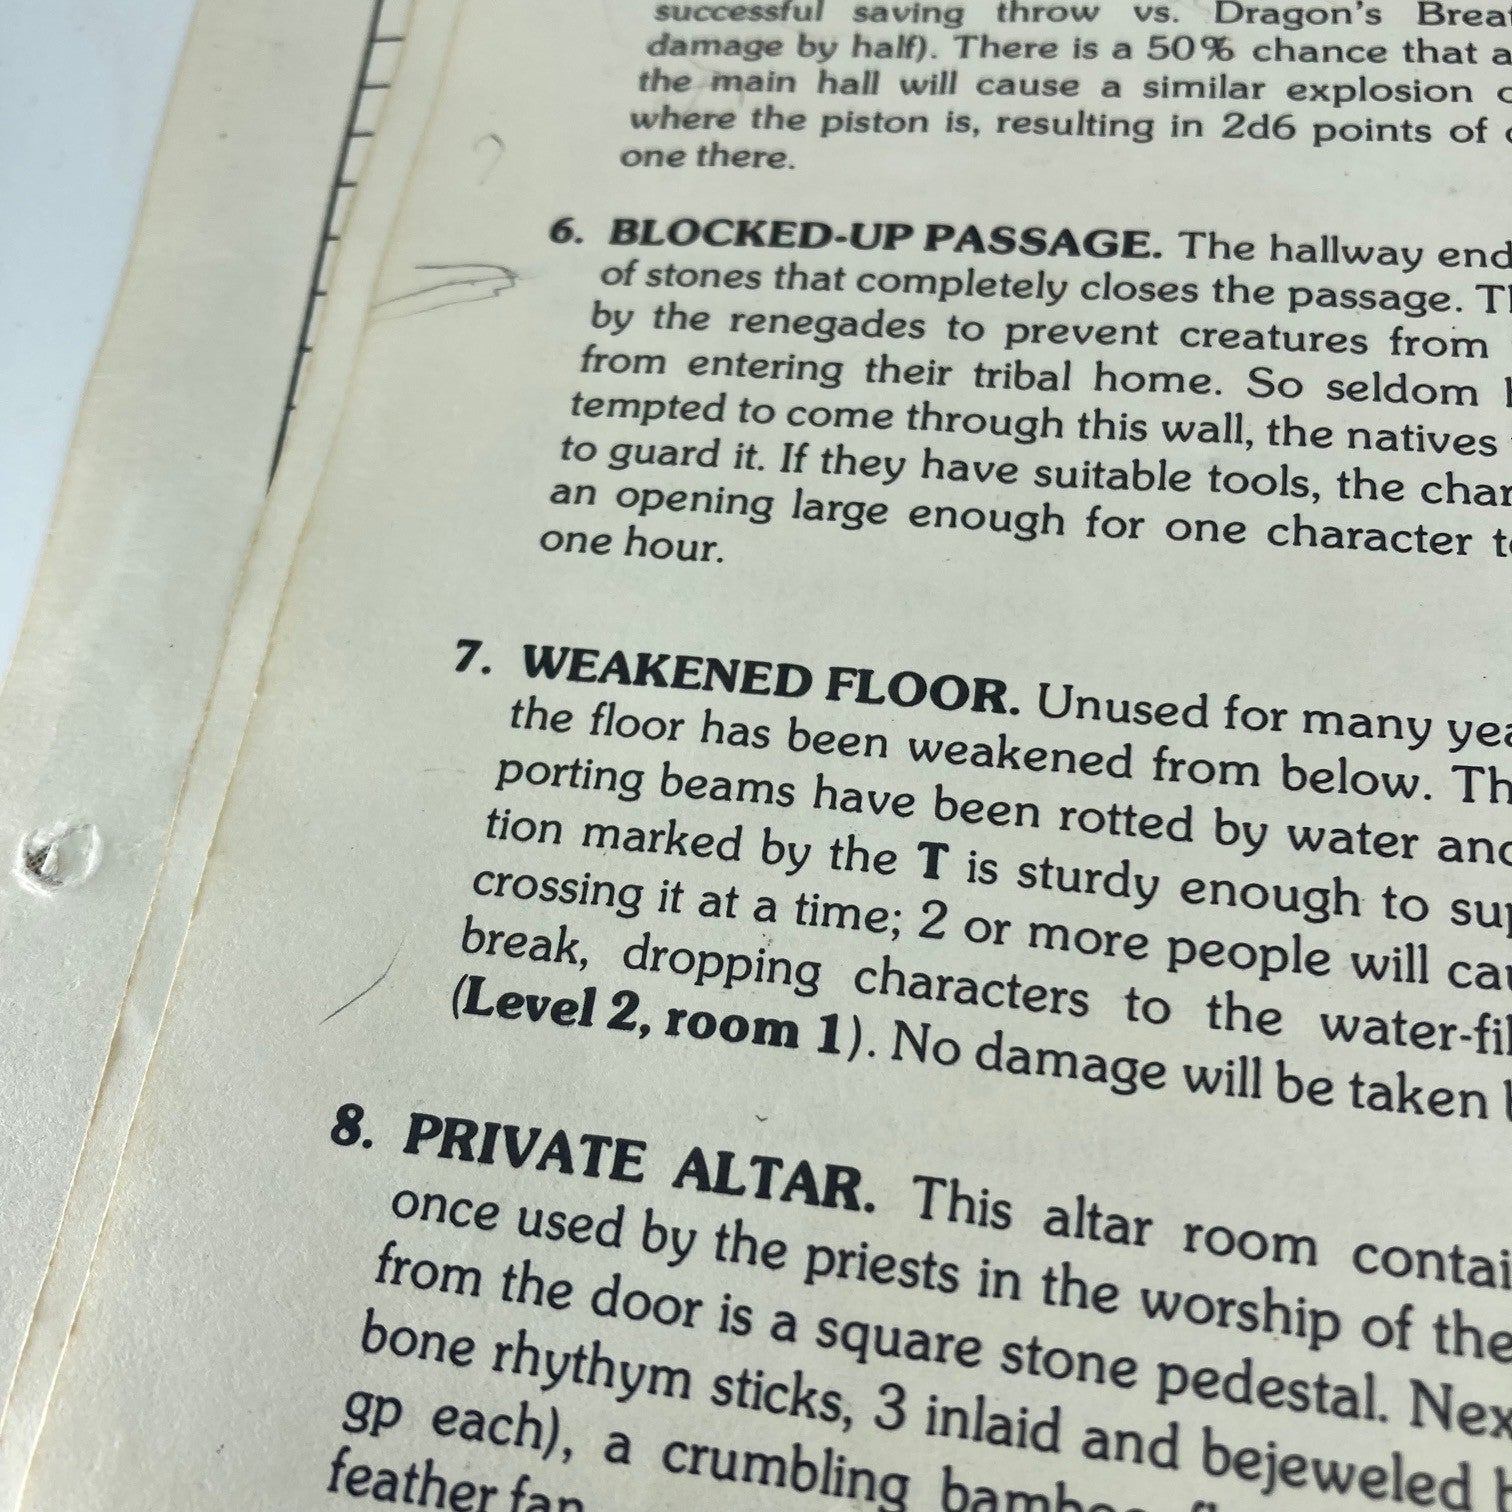 successful saving throw vs. Dragon's
damage by half). There is a 50% chance that a
the main hall will cause a similar explosion
where the piston is, resulting in 2d6 points of
one there.
?
6. BLOCKED-UP PASSAGE. The hallway end
of stones that completely closes the passage.
by the renegades to prevent creatures from
from entering their tribal home. So seldom
tempted to come through this wall, the natives
to guard it. If they have suitable tools, the char
an opening large enough for one character
one hour.
7. WEAKENED FLOOR. Unused for many yea
the floor has been weakened from below. Th
porting beams have been rotted by water and
tion marked by the T is sturdy enough to sup
crossing it at a time; 2 or more people will cau
break, dropping characters to the water-fil
(Level 2, room 1). No damage will be taken
8. PRIVATE ALTAR. This altar room contai
once used by the priests in the worship of the
from the door is a square stone pedestal. Nex
bone rhythym sticks, 3 inlaid and bejeweled
gp each), a crumbling bamboo
feather fan